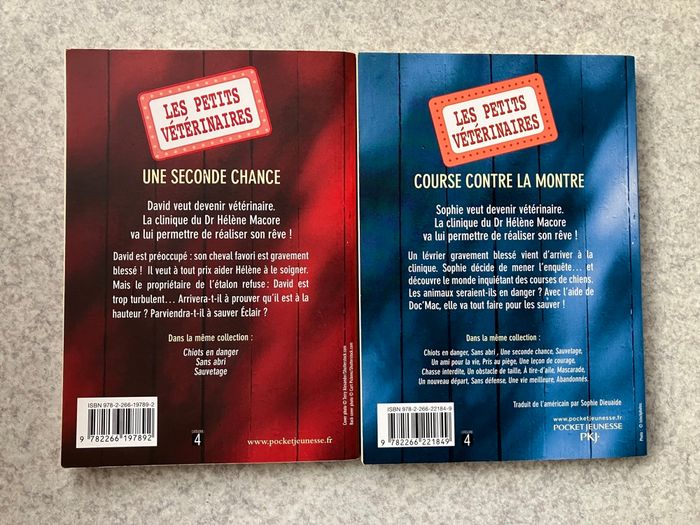 LES PETITS
VÉTÉRINAIRES
UNE SECONDE CHANCE
David veut devenir vétérinaire.
La clinique du Dr Hélène Macore
va lui permettre de réaliser son rêve !
David est préoccupé : son cheval favori est gravement
blessé ! Il veut à tout prix aider Hélène à le soigner.
Mais le propriétaire de l'étalon refuse : David est
trop turbulent… Arrivera-t-il à prouver qu'il est à la
hauteur ? Parviendra-t-il à sauver Éclair ?
Dans la même collection :
Chiots en danger
Sans abri
Sauvetage
ISBN 978-2-266-19789-2
9 782266 197892
catégorie
4
www.pocketjeunesse.fr
LES PETITS
VÉTÉRINAIRES
COURSE CONTRE LA MONTRE
Sophie veut devenir vétérinaire.
La clinique du Dr Hélène Macore
va lui permettre de réaliser son rêve !
Un lévrier gravement blessé vient d'arriver à la
clinique. Sophie décide de mener l'enquête… et
découvre le monde inquiétant des courses de chiens.
Les animaux seraient-ils en danger ? Avec l'aide de
Doc'Mac, elle va tout faire pour les sauver !
Dans la même collection :
Chiots en danger, Sans abri , Une seconde chance, Sauvetage,
Un ami pour la vie, Pris au piège, Une leçon de courage,
Chasse interdite, Un obstacle de taille, À tire-d'aile, Mascarade,
Un nouveau départ, Sans défense, Une vie meilleure, Abandonnés.
Traduit de l'américain par Sophie Dieuaide
ISBN 978-2-266-22184-9
9 782266 221849
catégorie
4
www.pocketjeunesse.fr
POCKET JEUNESSE
PKJ·